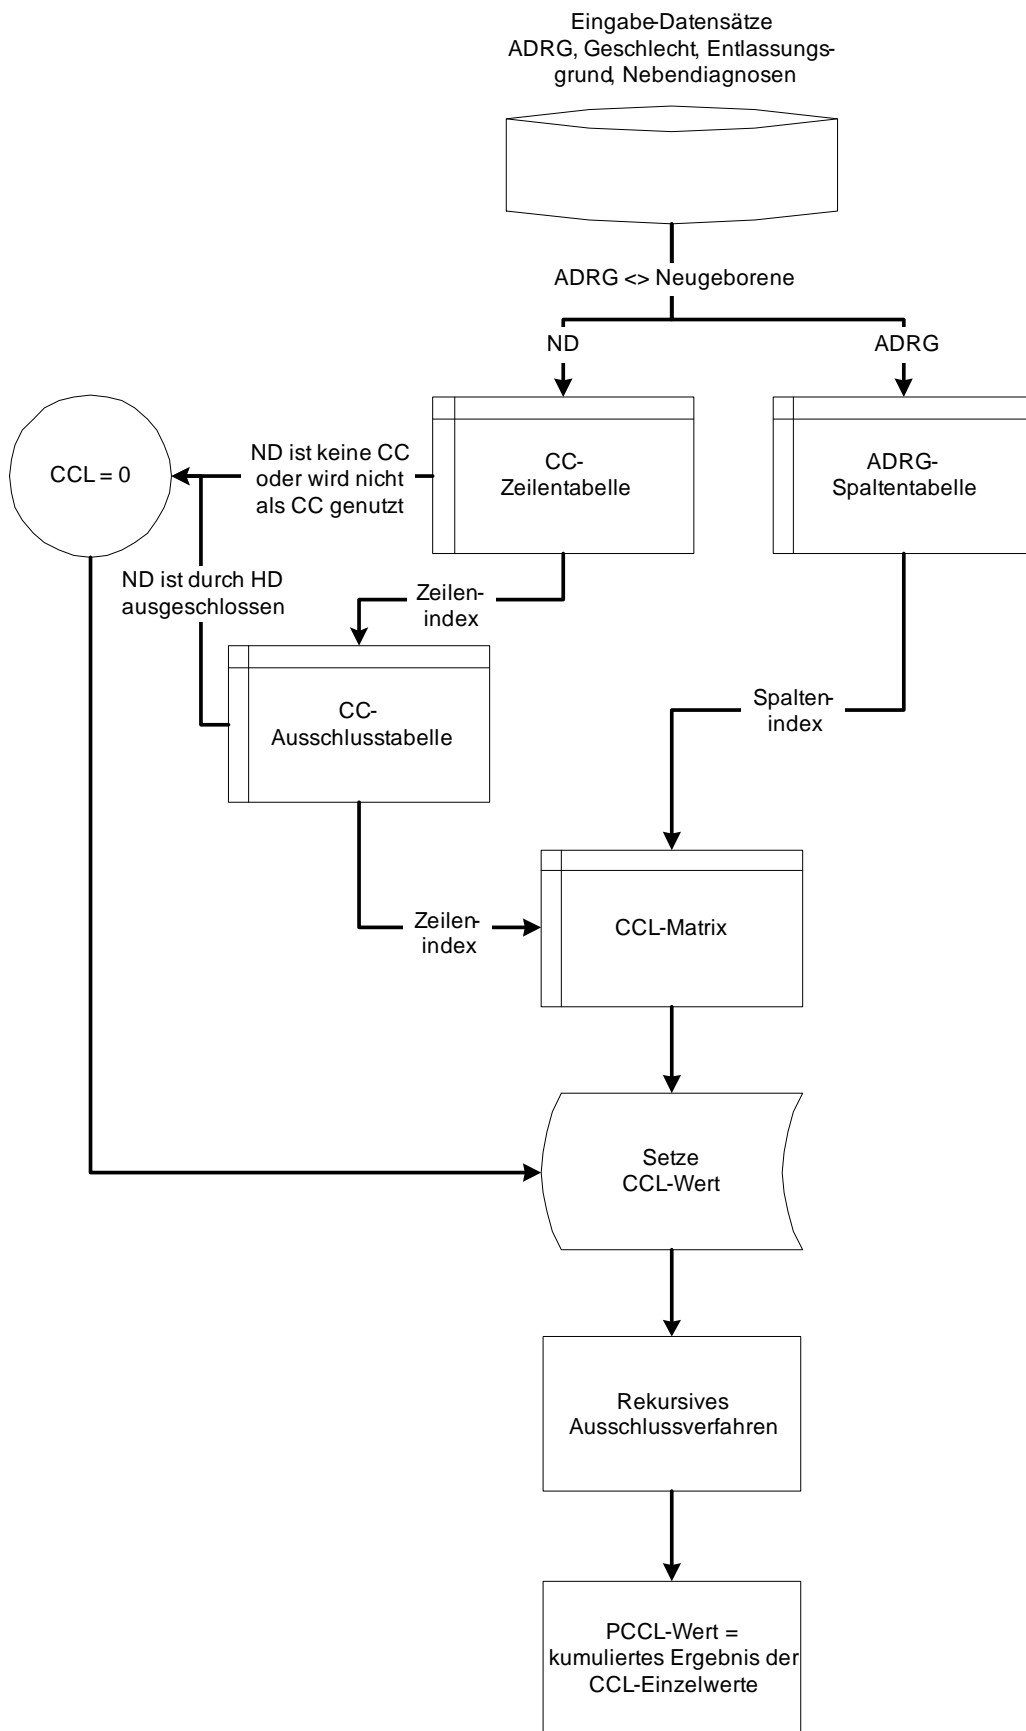 Eingabe-Datensätze
ADRG, Geschlecht, Entlassungs-
grund, Nebendiagnosen
ADRG <> Neugeborene
ND
ADRG
CCL = 0
ND ist keine CC
oder wird nicht
als CC genutzt
CC-
Zeilentabelle
ADRG-
Spaltentabelle
ND ist durch HD
ausgeschlossen
Zeilen-
index
CC-
Ausschlusstabelle
Spalten-
index
Zeilen-
index
CCL-Matrix
Setze
CCL-Wert
Rekursives
Ausschlussverfahren
PCCL-Wert =
kumuliertes Ergebnis der
CCL-Einzelwerte